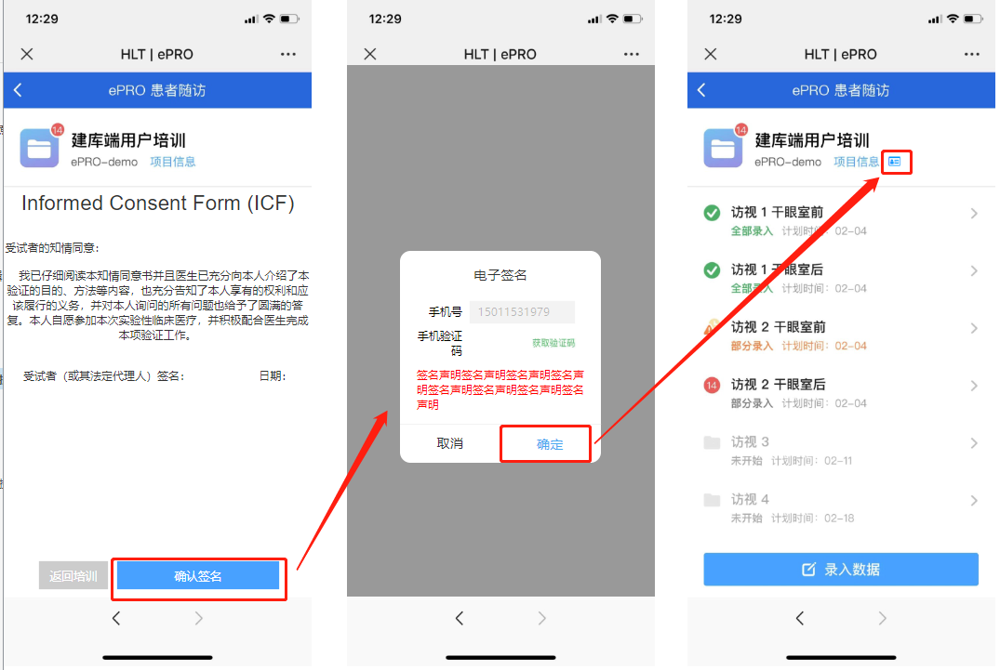 12:29
HLT | ePRO
ePRO 患者随访
14
建库端用户培训
ePRO-demo 项目信息
Informed Consent Form (ICF)
受试者的知情同意：
我已仔细阅读本知情同意书并且医生已充分向本人介绍了本
验证的目的、方法等内容，也充分告知了本人享有的权利和应
该履行的义务，并对本人询问的所有问题也给予了圆满的答
复。本人自愿参加本次实验性临床医疗，并积极配合医生完成
本项验证工作。
受试者（或其法定代理人）签名： 日期：
返回培训 确认签名
12:29
HLT | ePRO
电子签名
手机号 15011531979
手机验证
码
获取验证码
签名声明签名声明签名声明签名声
明签名声明签名声明签名声明签名
声明
取消 确定
12:29
HLT | ePRO
ePRO 患者随访
14
建库端用户培训
ePRO-demo 项目信息
访视 1 干眼室前
全部录入 计划时间：02-04
访视 1 干眼室后
全部录入 计划时间：02-04
访视 2 干眼室前
部分录入 计划时间：02-04
14 访视 2 干眼室后
部分录入 计划时间：02-04
访视 3
未开始 计划时间：02-11
访视 4
未开始 计划时间：02-18
录入数据